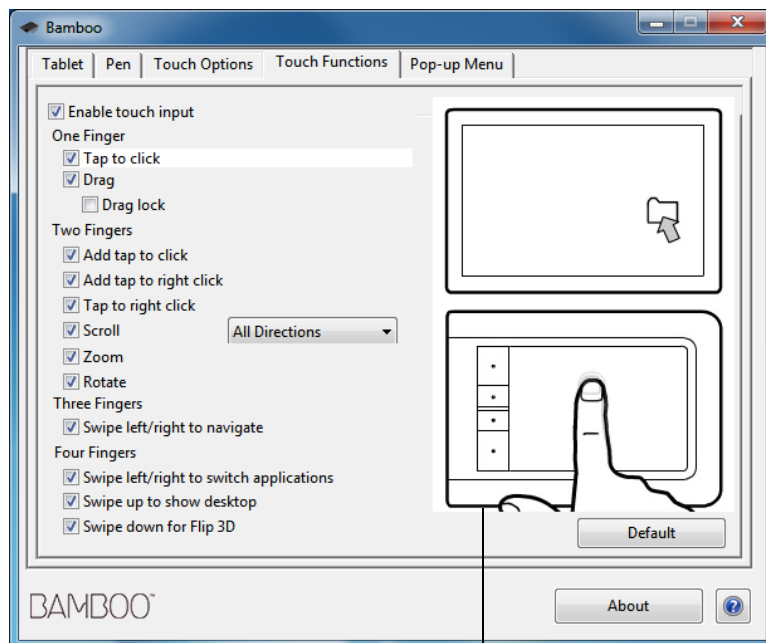 Bamboo
Tablet Pen Touch Options Touch Functions Pop-up Menu
Enable touch input
One Finger
Tap to click
Drag
Drag lock
Two Fingers
Add tap to click
Add tap to right click
Tap to right click
Scroll All Directions
Zoom
Rotate
Three Fingers
Swipe left/right to navigate
Four Fingers
Swipe left/right to switch applications
Swipe up to show desktop
Swipe down for Flip 3D
Default
BAMBOO™
About